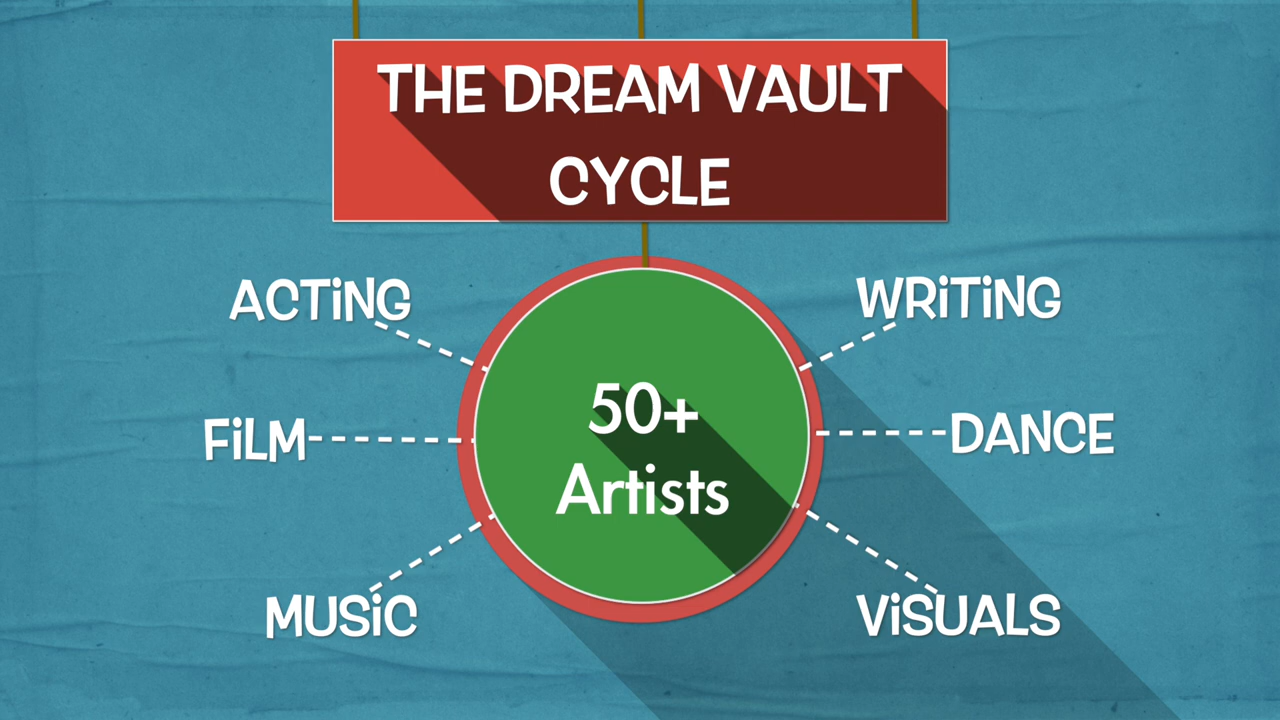 THE DREAM VAULT
CYCLE
ACTiNG
WRiTiNG
50+
Artists
FiLM
DANCE
MUSiC
ViSUALS